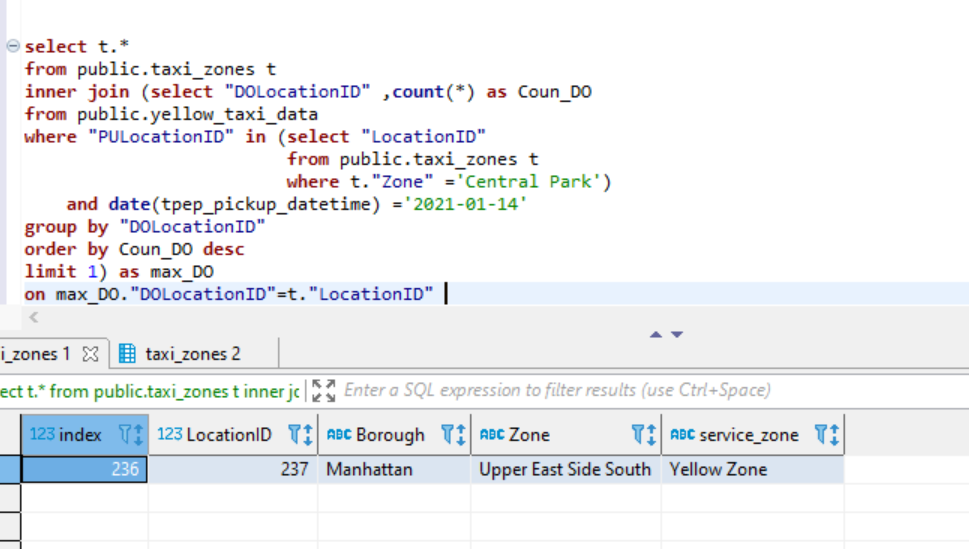 select t.*
from public.taxi_zones t
inner join (select "DOLocationID" ,count(*) as Coun_DO
from public.yellow_taxi_data
where "PULocationID" in (select "LocationID"
from public.taxi_zones t
where t."Zone" ='Central Park')
and date(tpep_pickup_datetime) ='2021-01-14'
group by "DOLocationID"
order by Coun_DO desc
limit 1) as max_DO
on max_DO."DOLocationID"=t."LocationID"
i_zones 1 taxi_zones 2
ect t.* from public.taxi_zones t inner jc Enter a SQL expression to filter results (use Ctrl+Space)
123 index 123 LocationID ABC Borough ABC Zone ABC service_zone
236 237 Manhattan Upper East Side South Yellow Zone